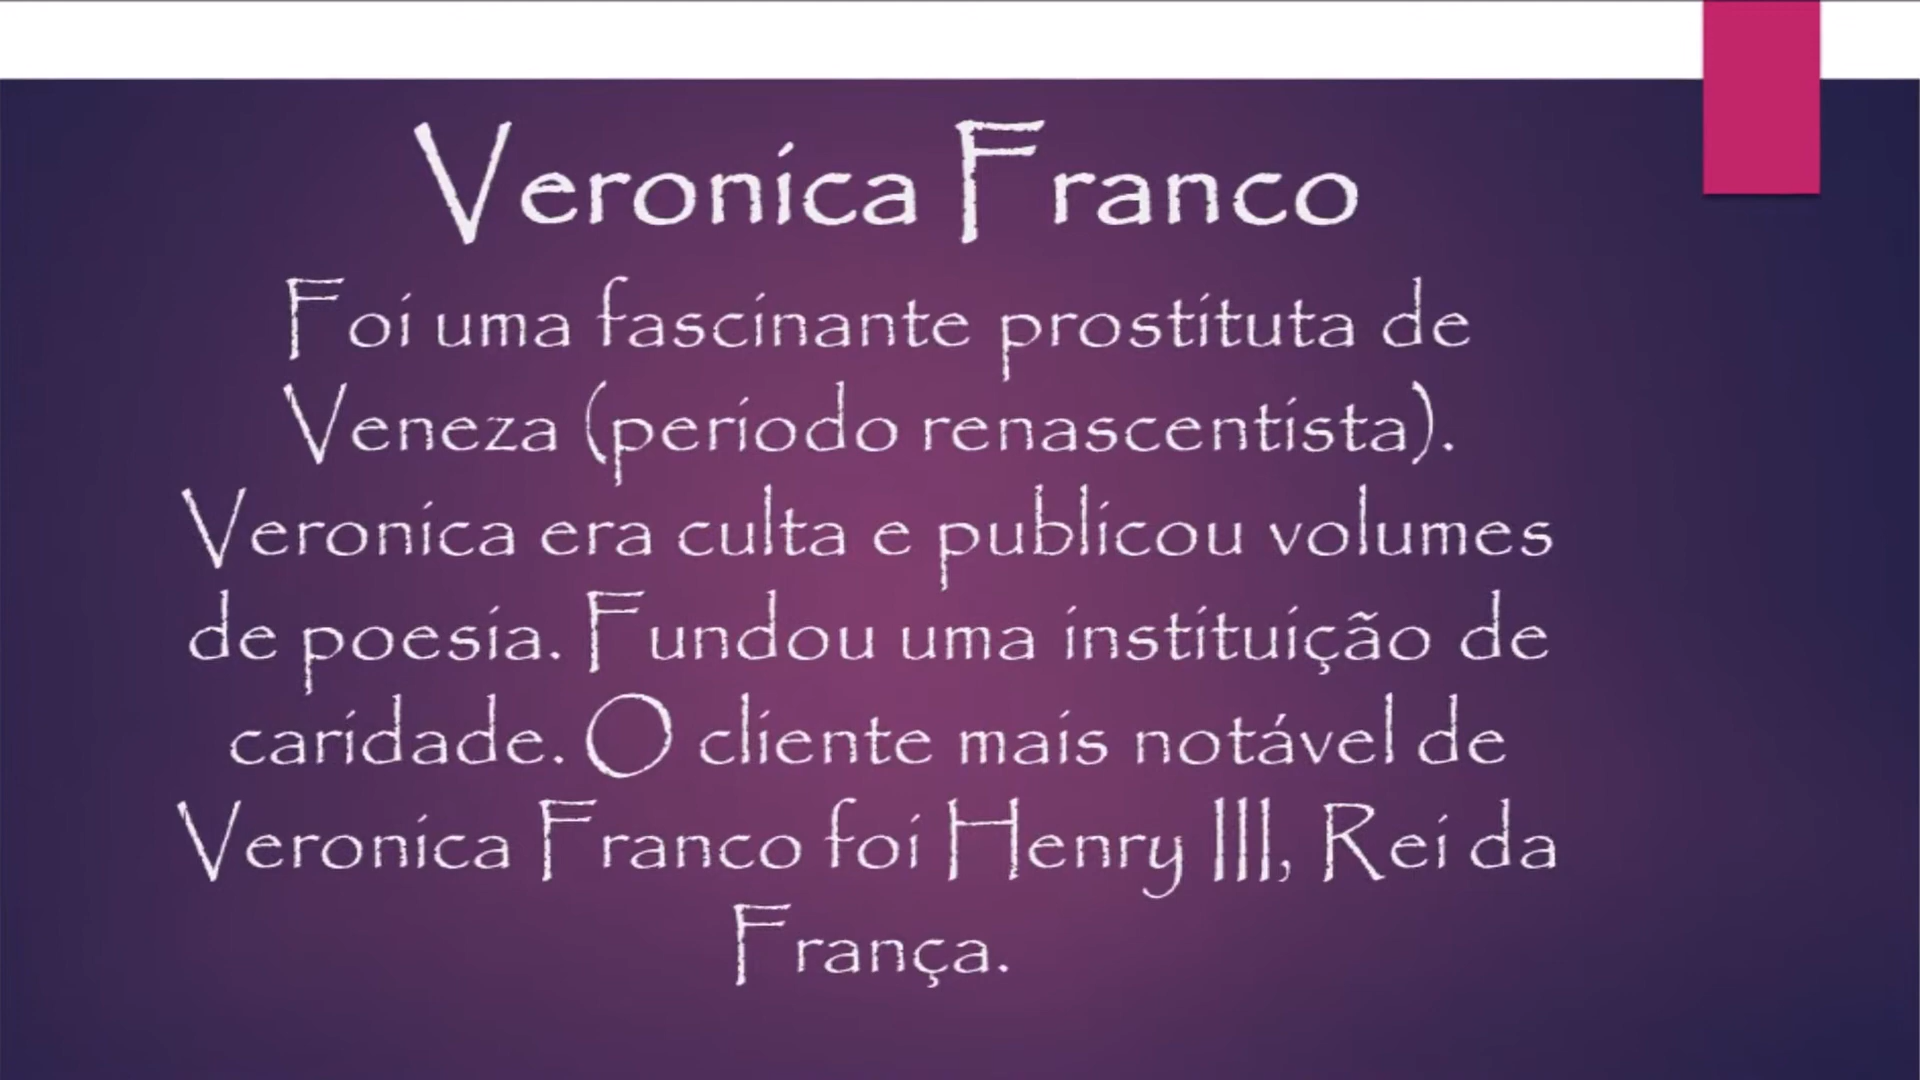 Veronica Franco
Foi uma fascinante prostituta de
Veneza (periodo renascentista).
Veronica era culta e publicou volumes
de poesia. Fundou uma instituição de
caridade. O cliente mais notável de
Veronica Franco foi Henry III, Rei da
França.